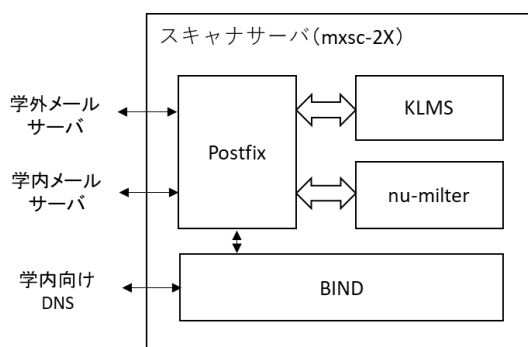 スキャナサーバ(mxsc-2X)
学外メール
サーバ
Postfix
KLMS
学内メール
サーバ
nu-milter
学内向け
DNS
BIND